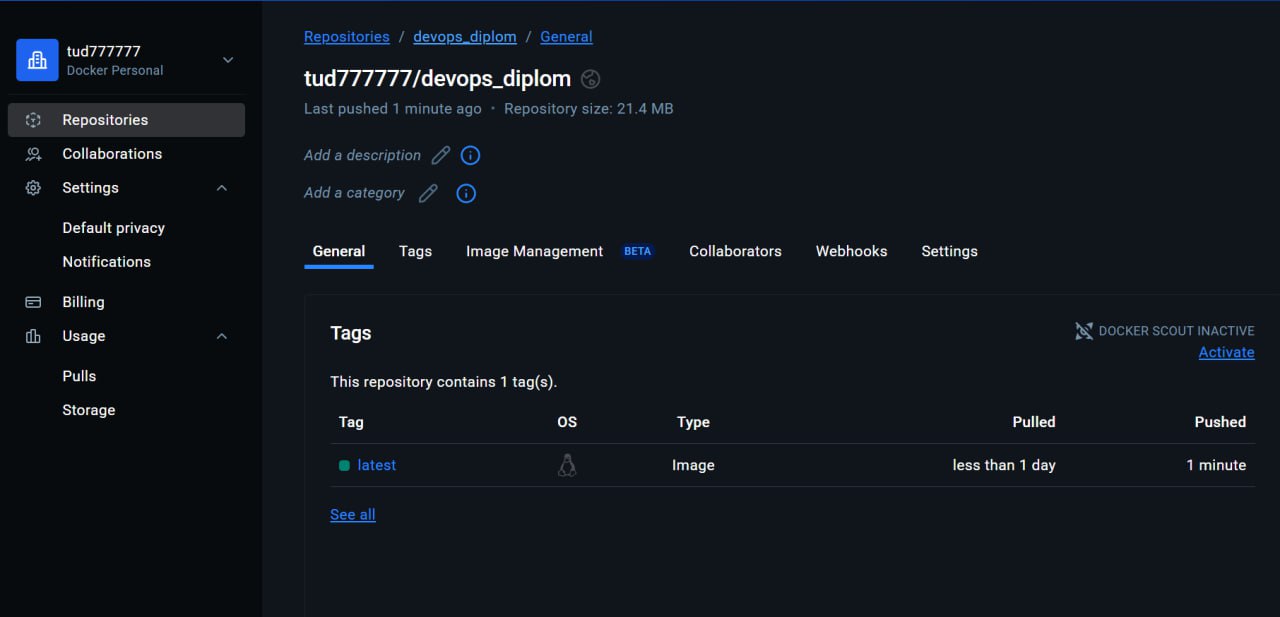 tud777777
Docker Personal
Repositories
Collaborations
Settings
Default privacy
Notifications
Billing
Usage
Pulls
Storage
Repositories / devops_diplom / General
tud777777/devops_diplom
Last pushed 1 minute ago · Repository size: 21.4 MB
Add a description
Add a category
General Tags Image Management BETA Collaborators Webhooks Settings
Tags
DOCKER SCOUT INACTIVE
Activate
This repository contains 1 tag(s).
Tag OS Type Pulled Pushed
latest Image less than 1 day 1 minute
See all